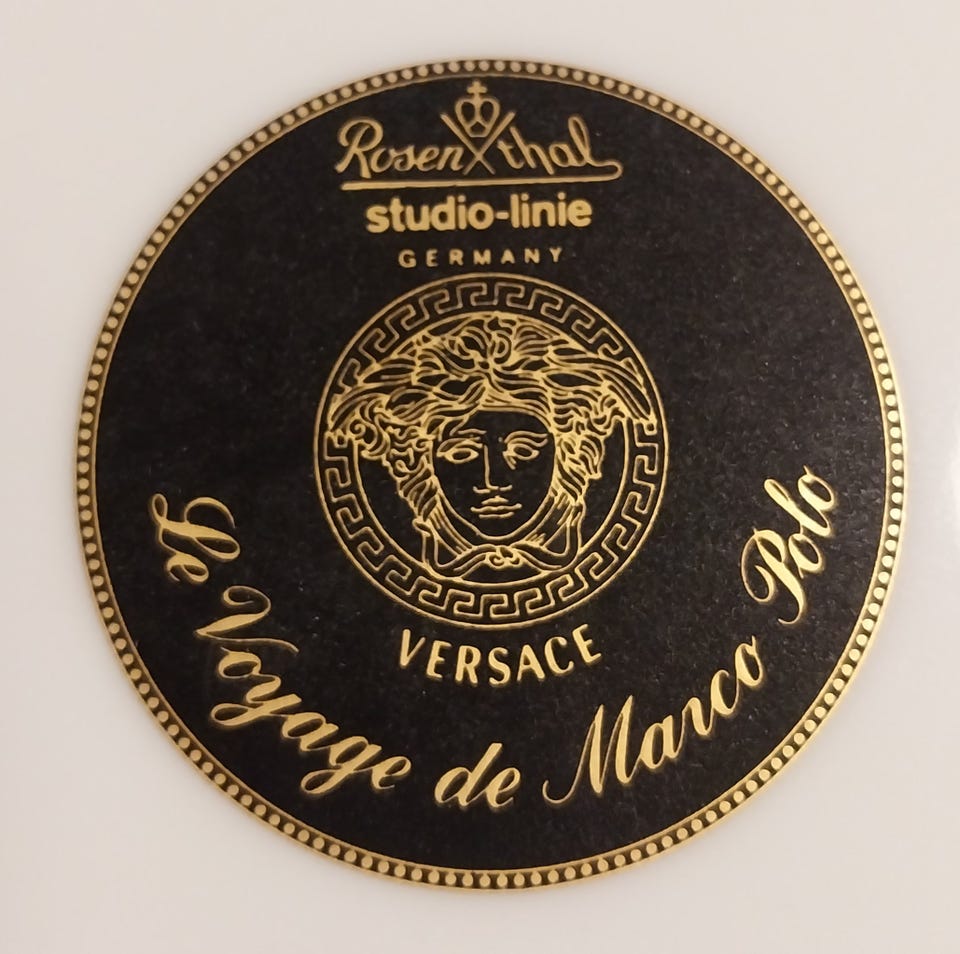 Rosenthal
studio-linie
GERMANY
VERSACE
Le Voyage de Marco Polo